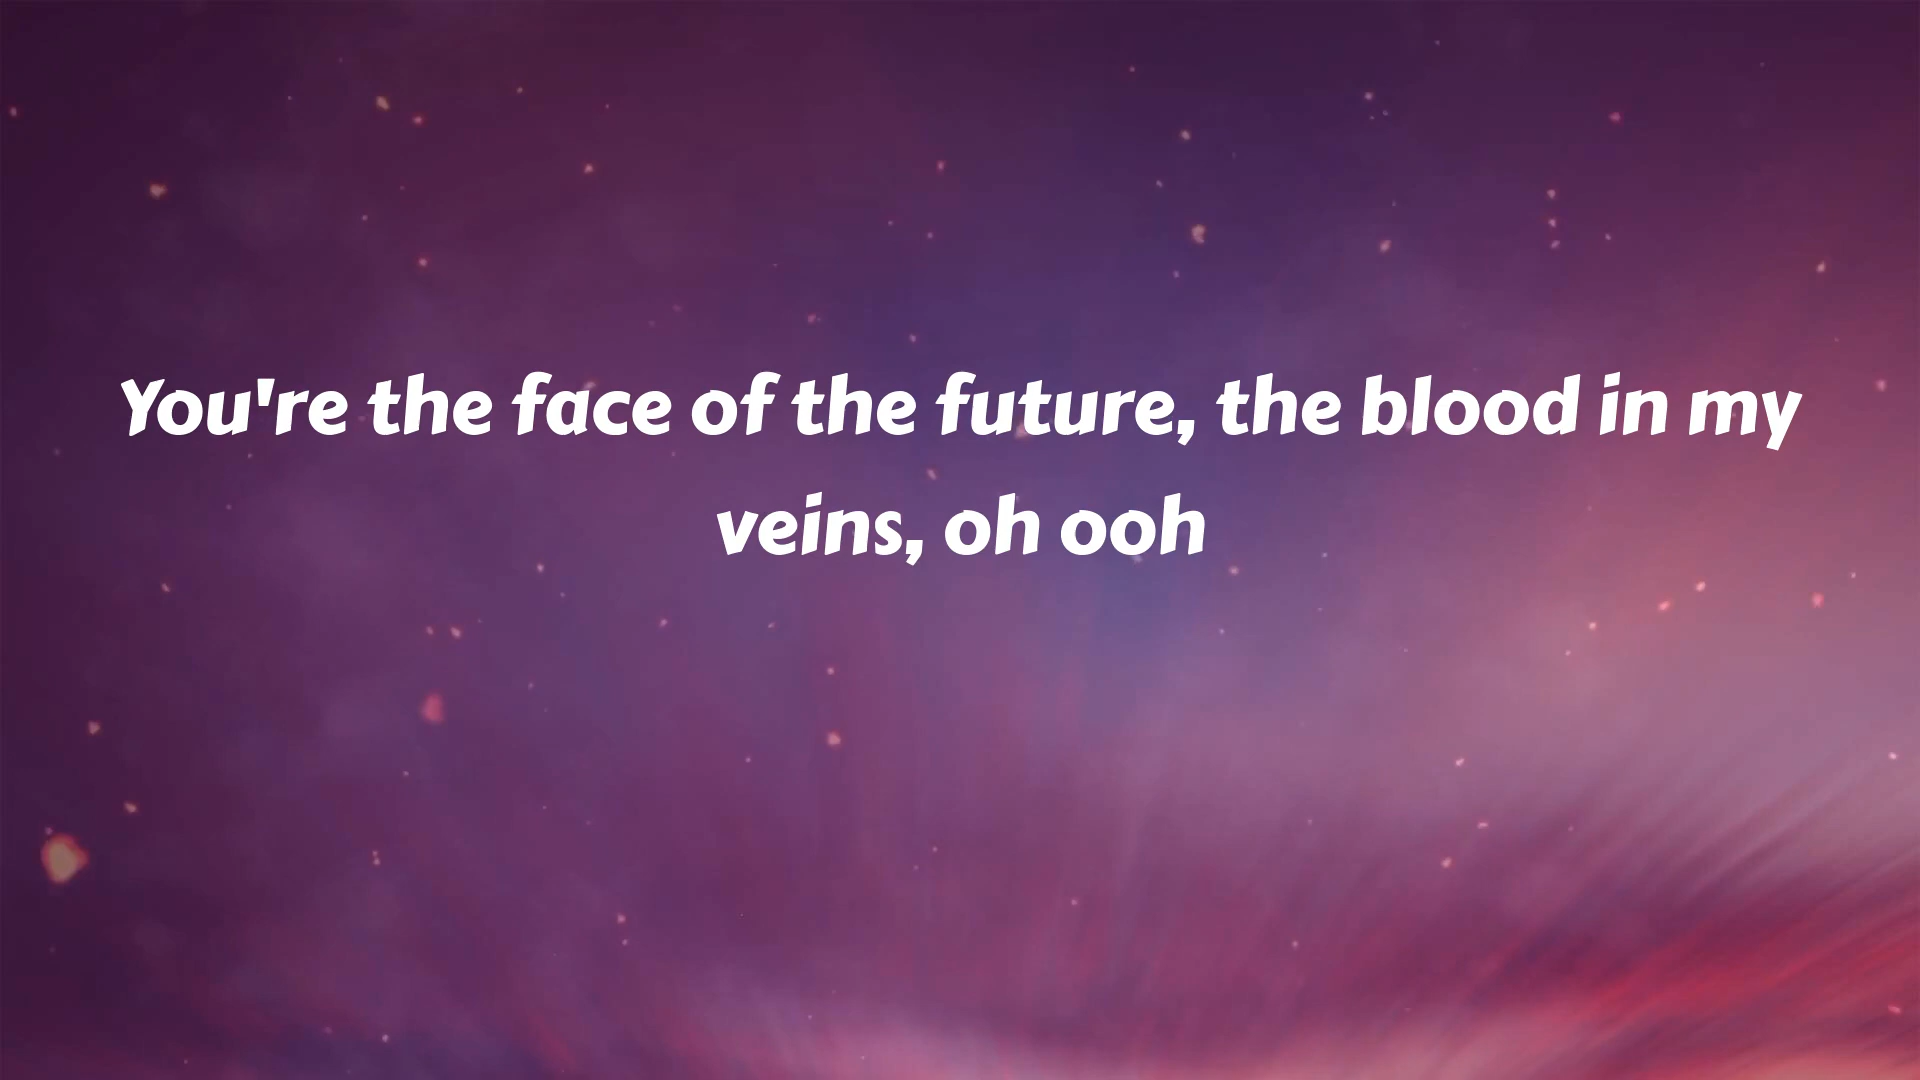 You're the face of the future, the blood in my
veins, oh ooh